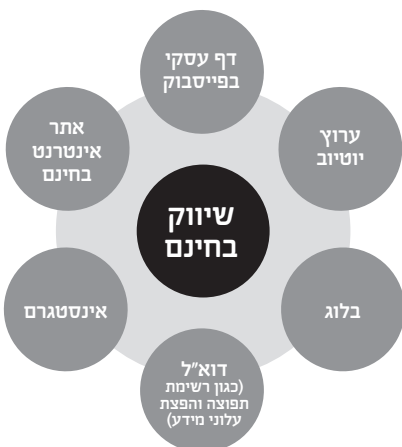 דף עסקי
בפייסבוק
ערוץ
יוטיוב
אתר
אינטרנט
בחינם
שיווק
בחינם
בלוג
אינסטגרם
דוא"ל
(כגון רשימת
תפוצה והפצת
עלוני מידע)